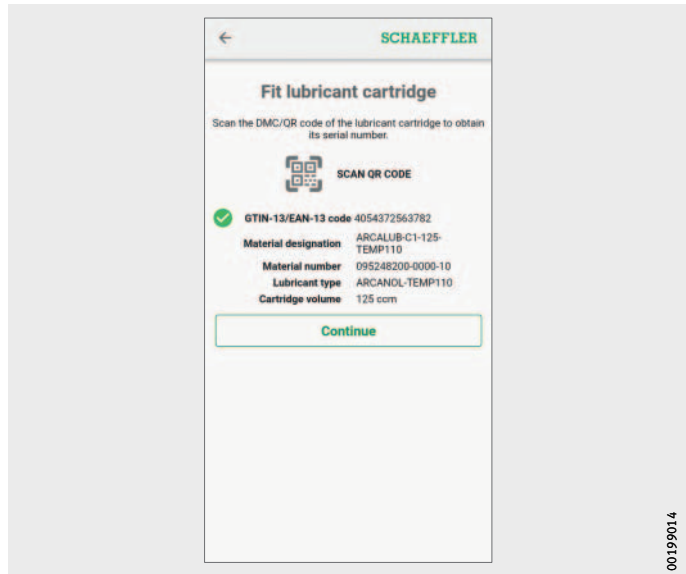 SCHAEFFLER
Fit lubricant cartridge
Scan the DMC/QR code of the lubricant cartridge to obtain
its serial number.
SCAN QR CODE
GTIN-13/EAN-13 code 4054372563782
Material designation ARCALUB-C1-125-
TEMP110
Material number 095248200-0000-10
Lubricant type ARCANOL-TEMP110
Cartridge volume 125 ccm
Continue
00199014